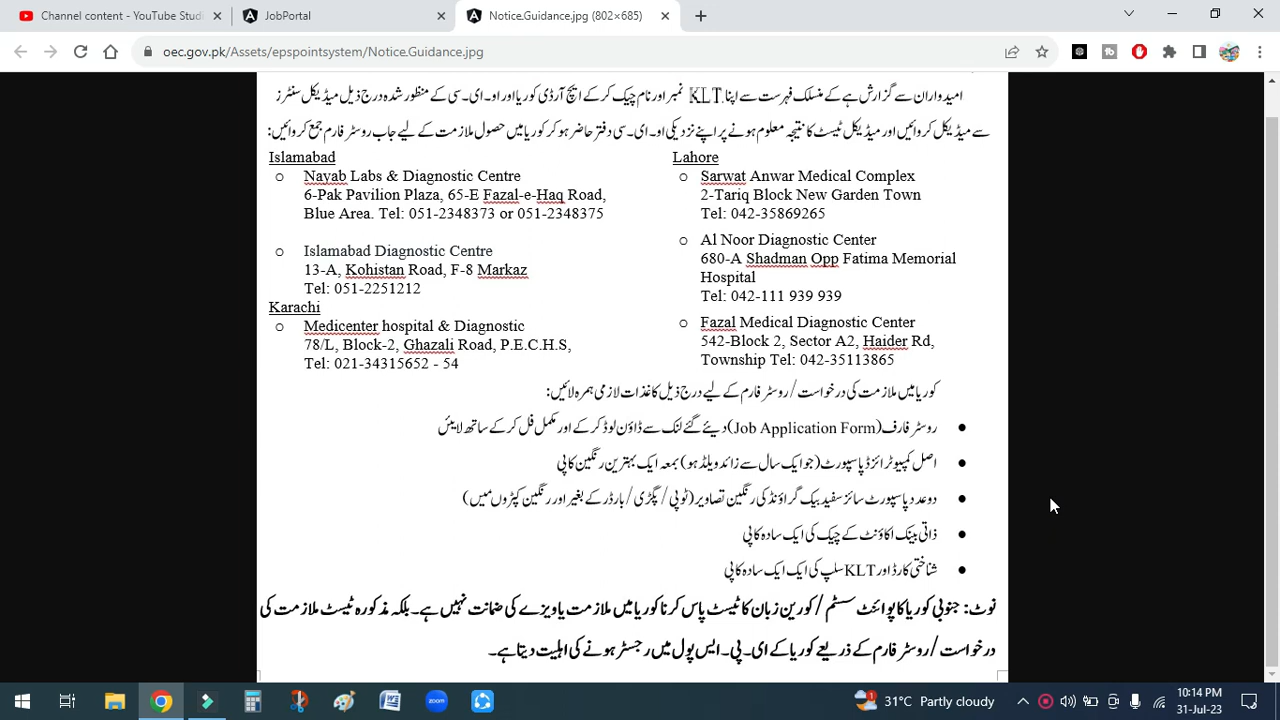 Channel content - YouTube Studi
JobPortal
Notice.Guidance.jpg (802×685)
oec.gov.pk/Assets/epspointsystem/Notice.Guidance.jpg
امیدواران سے گزارش ہے کے منسلک فہرست سے اپنا KLT نمبر اور نام چیک کرکے ایچ آر ڈی کوریا اور او۔ای۔سی کے منظور شدہ درج ذیل میڈیکل سنٹرز
سے میڈیکل کروائیں اور میڈیکل ٹیسٹ کا نتیجہ معلوم ہونے پر اپنے نزدیکی او۔ای۔سی دفتر حاضر ہو کر کوریا میں حصول ملازمت کے لیے جاب روسٹر فارم جمع کروائیں:
Islamabad
Navab Labs & Diagnostic Centre
6-Pak Pavilion Plaza, 65-E Fazal-e-Haq Road,
Blue Area. Tel: 051-2348373 or 051-2348375
Islamabad Diagnostic Centre
13-A, Kohistan Road, F-8 Markaz
Tel: 051-2251212
Karachi
Medicenter hospital & Diagnostic
78/L, Block-2, Ghazali Road, P.E.C.H.S,
Tel: 021-34315652 - 54
Lahore
Sarwat Anwar Medical Complex
2-Tariq Block New Garden Town
Tel: 042-35869265
Al Noor Diagnostic Center
680-A Shadman Opp Fatima Memorial
Hospital
Tel: 042-111 939 939
Fazal Medical Diagnostic Center
542-Block 2, Sector A2, Haider Rd,
Township Tel: 042-35113865
کوریا میں ملازمت کی درخواست / روسٹر فارم کے لیے درج ذیل کاغذات لازمی ہمرہ لائیں:
روسٹر فارف (Job Application Form) دیئے گئے لنک سے ڈاؤن لوڈ کرکے اور مکمل فل کرکے ساتھ لایئں
اصل کمپیوٹرائزڈ پاسپورٹ (جو ایک سال سے زائد ویلڈ ہو) بمعہ ایک بہترین رنگین کاپی
دو عدد پاسپورٹ سائز سفید بیک گراؤنڈ کی رنگین تصاویر (ٹوپی / پگڑی / بارڈر کے بغیر اور رنگین کپڑوں میں)
ذاتی بینک اکاؤنٹ کے چیک کی ایک سادہ کاپی
شناختی کارڈ اور KLT سلپ کی ایک ایک سادہ کاپی
نوٹ: جنوبی کوریا کا پوائنٹ سسٹم / کورین زبان کا ٹیسٹ پاس کرنا کوریا میں ملازمت یا ویزے کی ضمانت نہیں ہے۔ بلکہ مذکورہ ٹیسٹ ملازمت کی
درخواست / روسٹر فارم کے ذریعے کوریا کے ای۔پی۔ایس پول میں رجسٹر ہونے کی اہلیت دیتا ہے۔
1
31°C Partly cloudy
10:14 PM
31-Jul-23